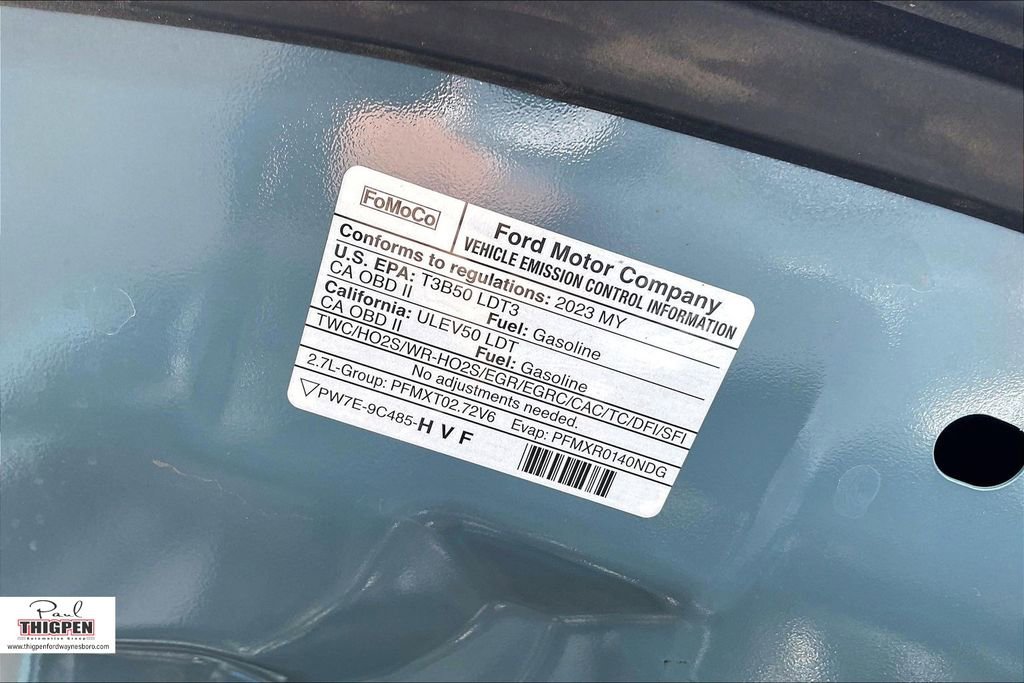 FoMoCo
Ford Motor Company
VEHICLE EMISSION CONTROL INFORMATION
Conforms to regulations: 2023 MY
U.S. EPA: T3B50 LDT3
CA OBD II Fuel: Gasoline
California: ULEV50 LDT
CA OBD II Fuel: Gasoline
TWC/HO2S/WR-HO2S/EGR/EGRC/CAC/TC/DFI/SFI
No adjustments needed.
2.7L-Group: PFMXT02.72V6 Evap: PFMXR0140NDG
PW7E-9C485-HVF
Paul
THIGPEN
Automotive Group
www.thigpenfordwaynesboro.com